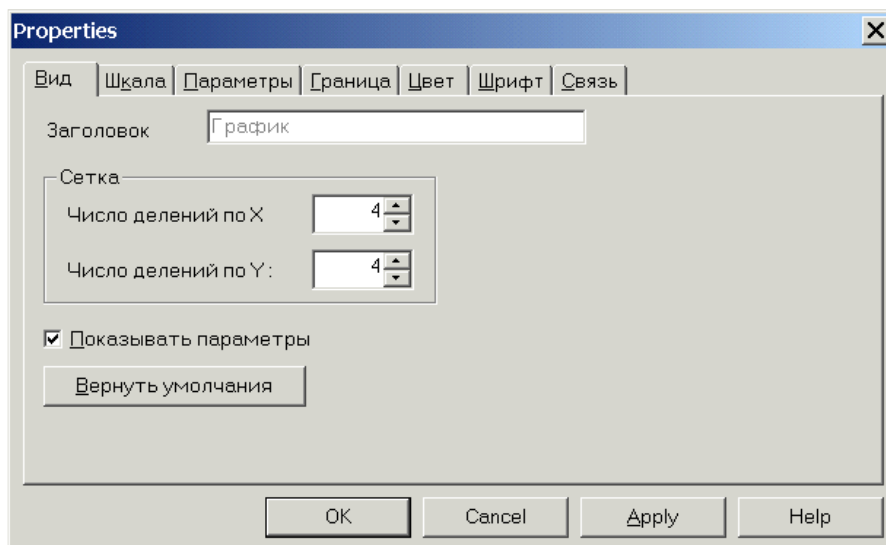 Properties
Вид Шкала Параметры Граница Цвет Шрифт Связь
Заголовок График
Сетка
Число делений по X 4
Число делений по Y: 4
Показывать параметры
Вернуть умолчания
OK Cancel Apply Help